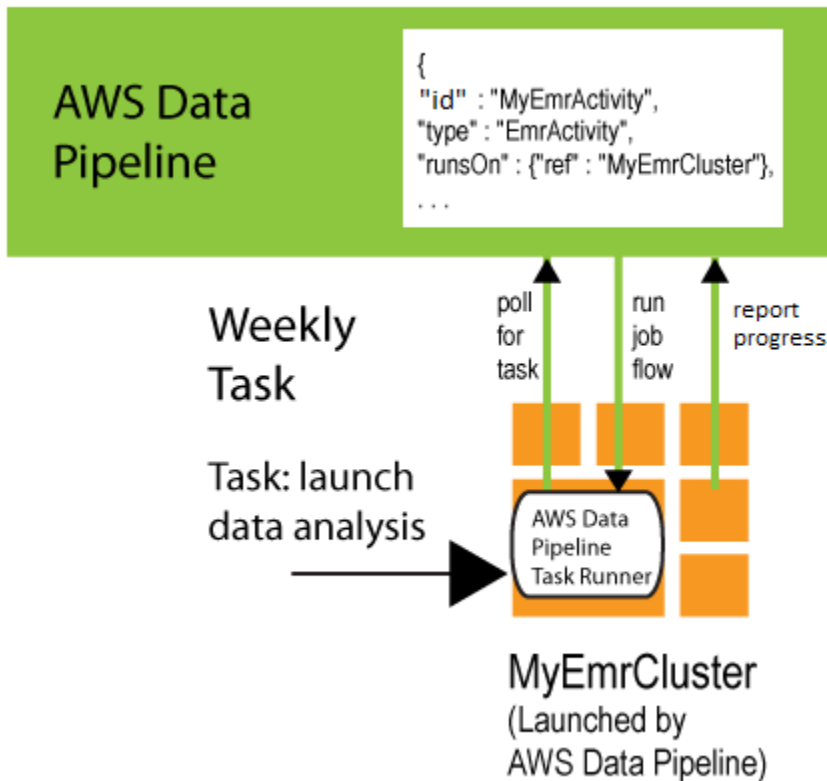 AWS Data
Pipeline
{
"id" : "MyEmrActivity",
"type" : "EmrActivity",
"runsOn" : {"ref" : "MyEmrCluster"},
. . .
Weekly
Task
poll
for
task
run
job
flow
report
progress
Task: launch
data analysis
AWS Data
Pipeline
Task Runner
MyEmrCluster
(Launched by
AWS Data Pipeline)